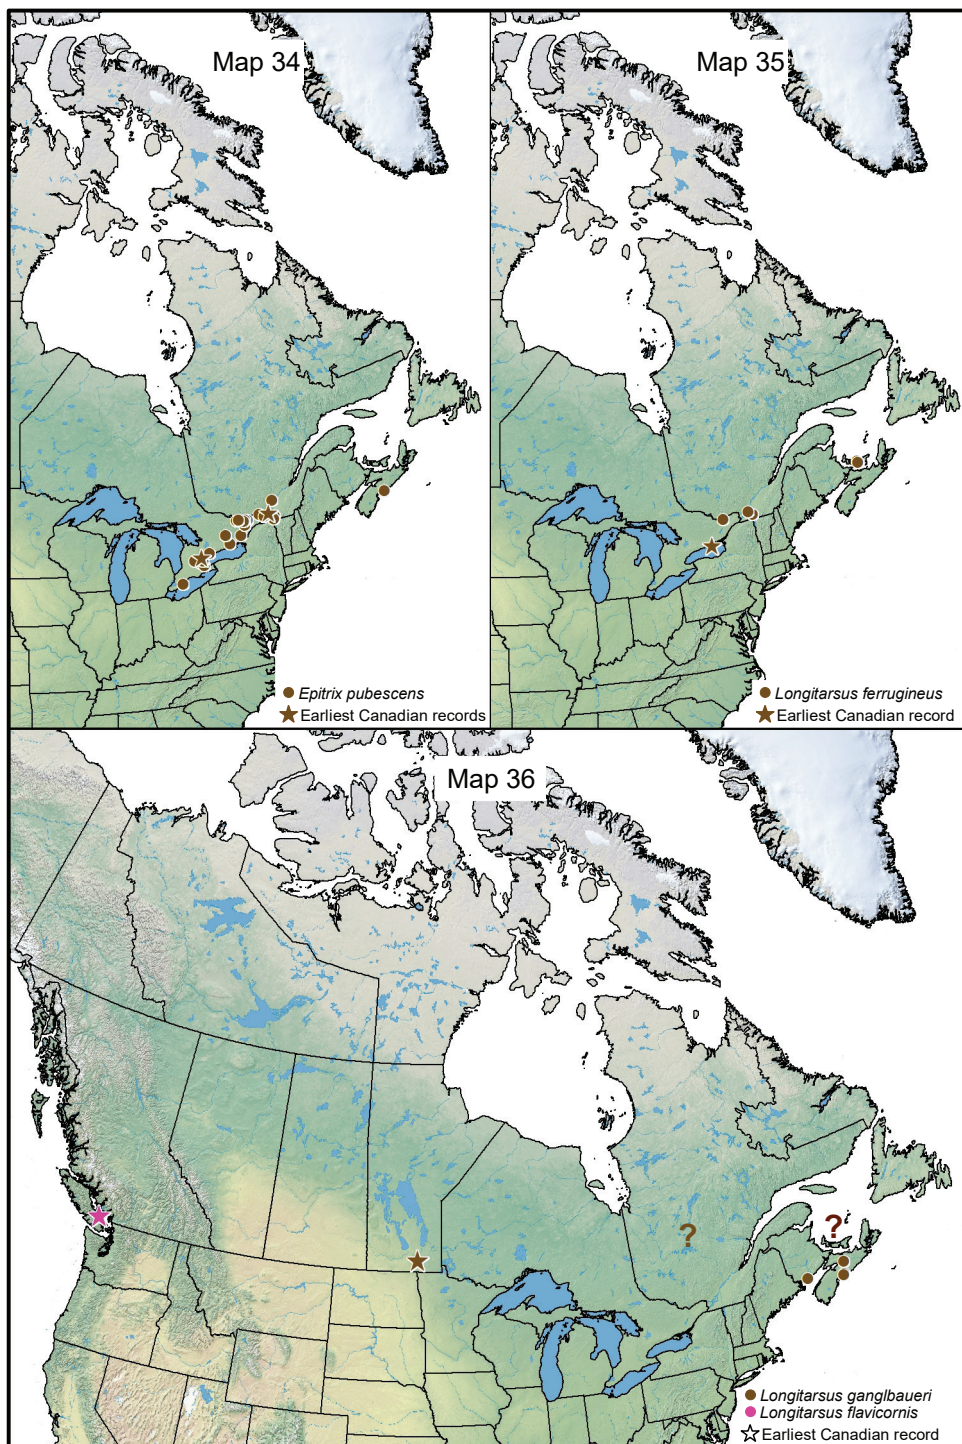 Map 34
Epitrix pubescens
Earliest Canadian records
Map 35
Longitarsus ferrugineus
Earliest Canadian record
Map 36
?
?
Longitarsus ganglbaueri
Longitarsus flavicornis
Earliest Canadian record